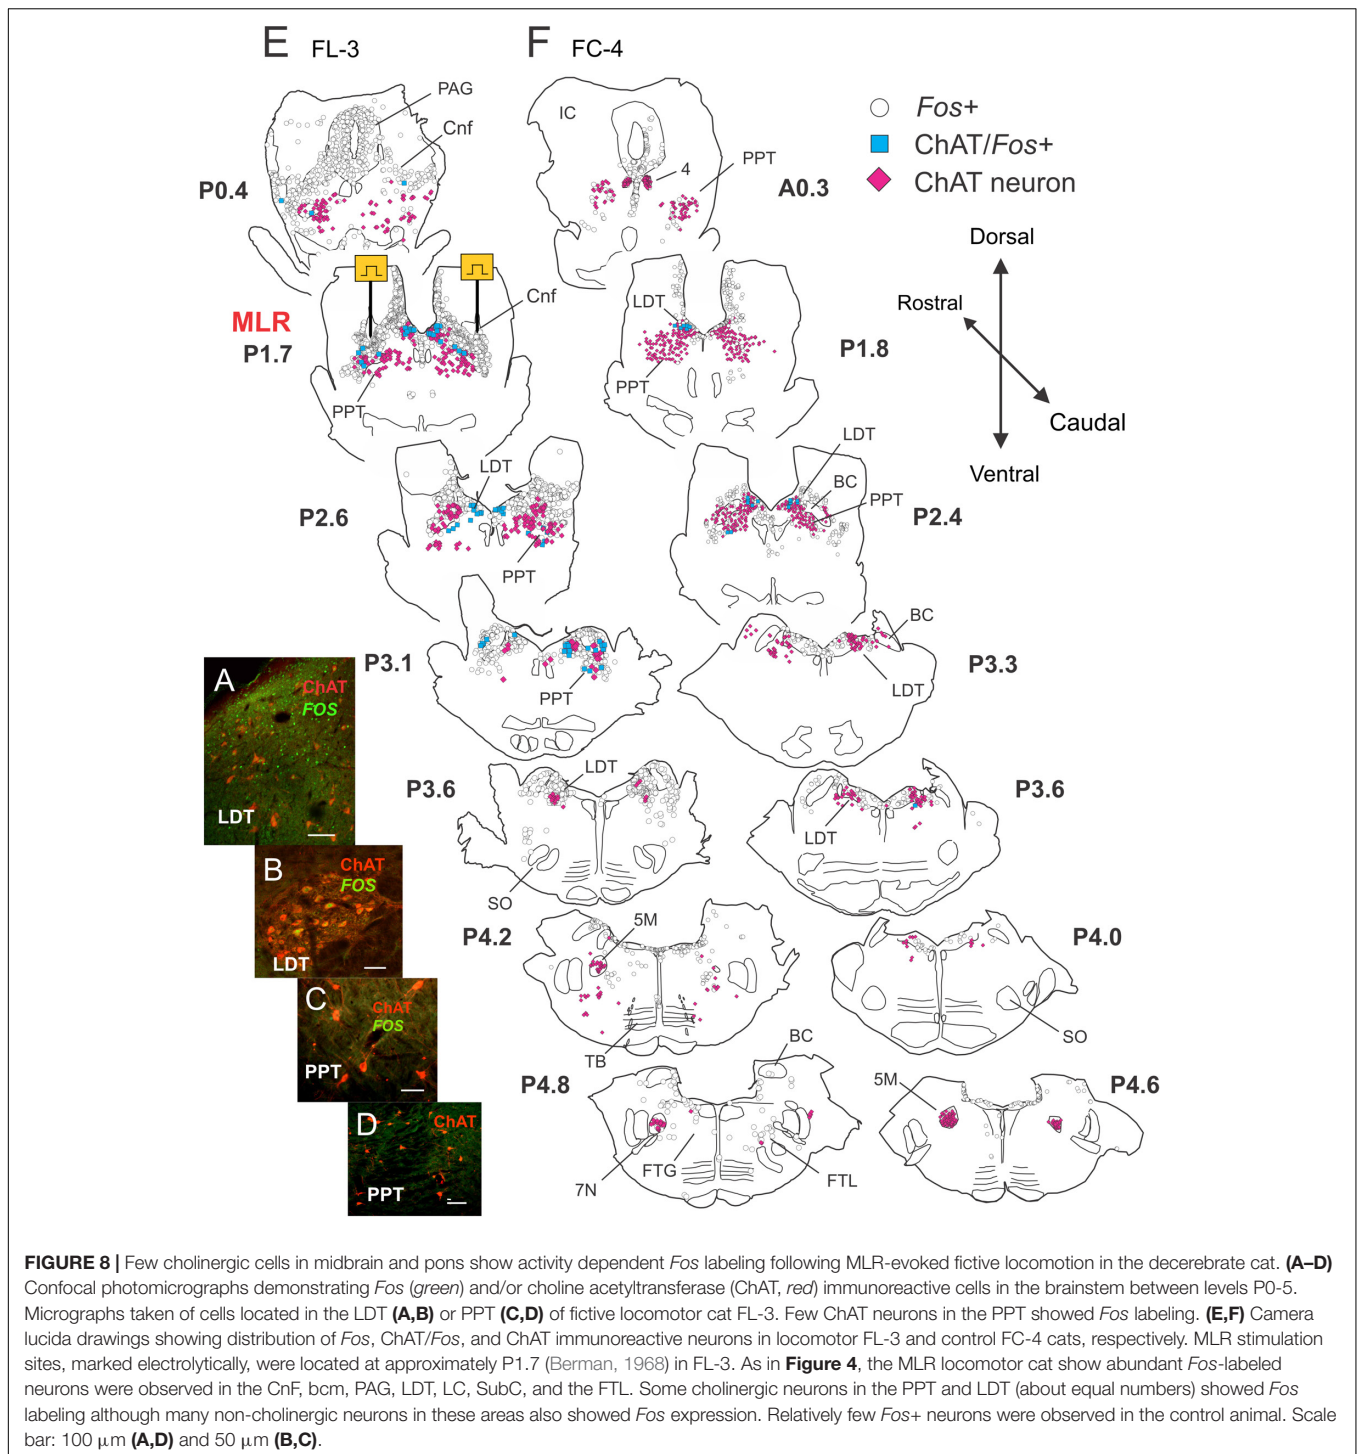 E FL-3
F FC-4
PAG
Cnf
IC
PPT
4
Fos+
ChAT/Fos+
ChAT neuron
P0.4
A0.3
Dorsal
Rostral
Caudal
Ventral
MLR
P1.7
Cnf
PPT
LDT
PPT
P1.8
P2.6
LDT
PPT
LDT
BC
PPT
P2.4
P3.1
PPT
BC
LDT
P3.3
A
ChAT
FOS
LDT
P3.6
LDT
SO
LDT
P3.6
B
ChAT
FOS
LDT
P4.2
5M
TB
P4.0
SO
C
ChAT
FOS
PPT
P4.8
BC
7N
FTG
FTL
5M
P4.6
D
ChAT
PPT
FIGURE 8 | Few cholinergic cells in midbrain and pons show activity dependent Fos labeling following MLR-evoked fictive locomotion in the decerebrate cat. (A–D)
Confocal photomicrographs demonstrating Fos (green) and/or choline acetyltransferase (ChAT, red) immunoreactive cells in the brainstem between levels P0-5.
Micrographs taken of cells located in the LDT (A,B) or PPT (C,D) of fictive locomotor cat FL-3. Few ChAT neurons in the PPT showed Fos labeling. (E,F) Camera
lucida drawings showing distribution of Fos, ChAT/Fos, and ChAT immunoreactive neurons in locomotor FL-3 and control FC-4 cats, respectively. MLR stimulation
sites, marked electrolytically, were located at approximately P1.7 (Berman, 1968) in FL-3. As in Figure 4, the MLR locomotor cat show abundant Fos-labeled
neurons were observed in the CnF, bcm, PAG, LDT, LC, SubC, and the FTL. Some cholinergic neurons in the PPT and LDT (about equal numbers) showed Fos
labeling although many non-cholinergic neurons in these areas also showed Fos expression. Relatively few Fos+ neurons were observed in the control animal. Scale
bar: 100 μm (A,D) and 50 μm (B,C).